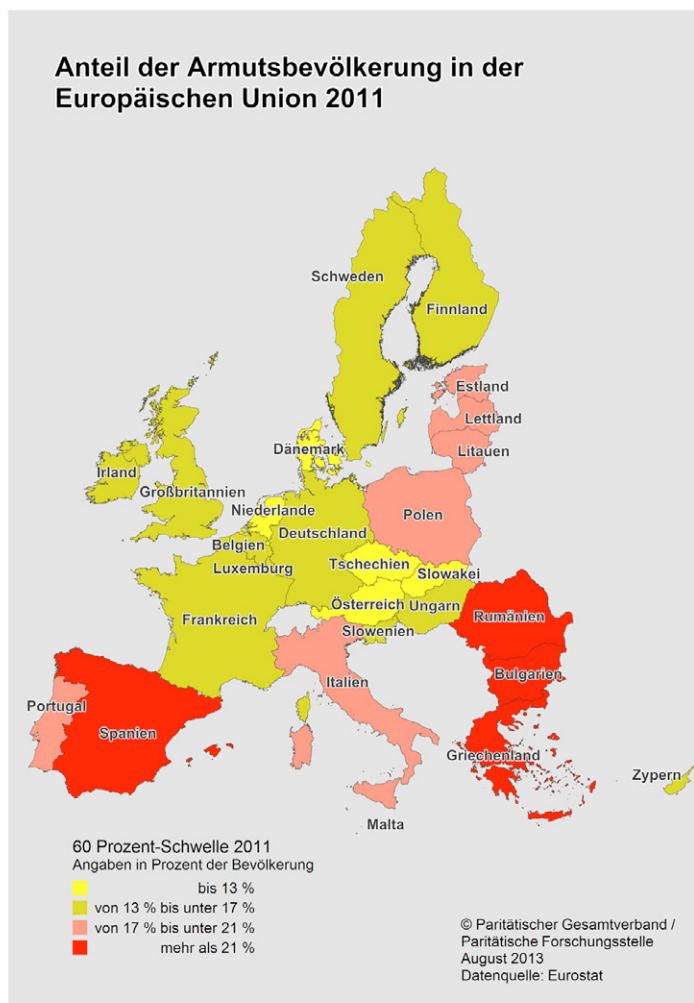 Anteil der Armutsbevölkerung in der
Europäischen Union 2011
Schweden
Finnland
Estland
Lettland
Litauen
Dänemark
Irland
Großbritannien
Niederlande
Polen
Deutschland
Belgien
Tschechien
Luxemburg
Slowakei
Österreich
Ungarn
Frankreich
Rumänien
Slowenien
Bulgarien
Italien
Portugal
Spanien
Griechenland
Zypern
Malta
60 Prozent-Schwelle 2011
Angaben in Prozent der Bevölkerung
bis 13 %
von 13 % bis unter 17 %
von 17 % bis unter 21 %
mehr als 21 %
© Paritätischer Gesamtverband /
Paritätische Forschungsstelle
August 2013
Datenquelle: Eurostat